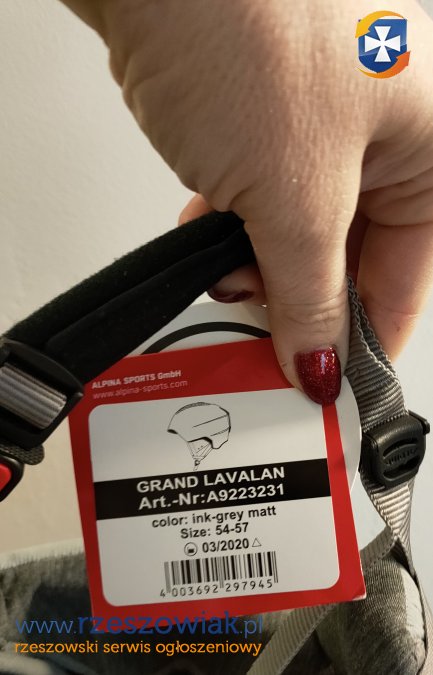 ALPINA SPORTS GmbH
www.alpina-sports.com
GRAND LAVALAN
Art.-Nr:A9223231
color: ink-grey matt
Size: 54-57
03/2020
4 003692 297945
www.rzeszowiak.pl
rzeszowski serwis ogłoszeniowy